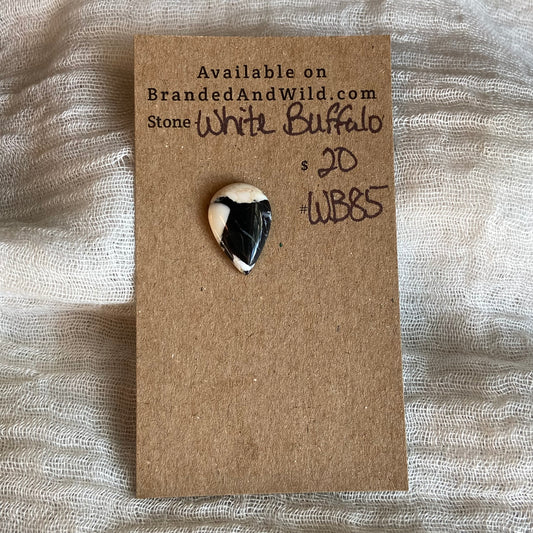 Available on
BrandedAndWild.com
Stone White Buffalo
$ 20
#WB85